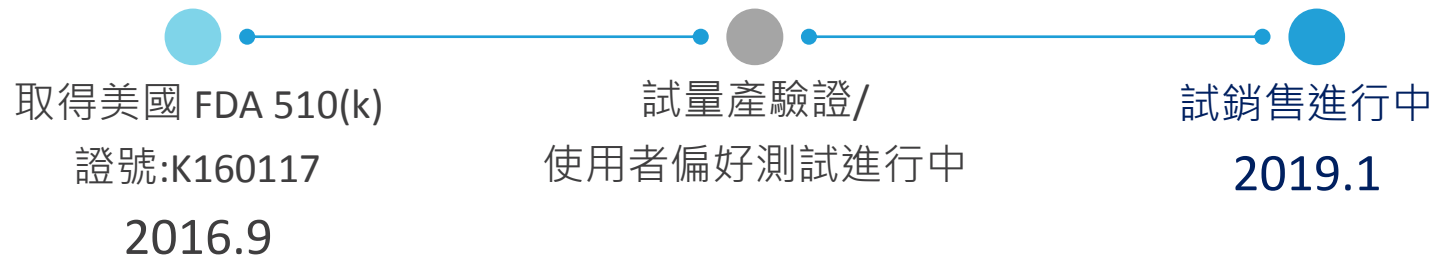 取得美國 FDA 510(k)
證號:K160117
2016.9
試量產驗證/
使用者偏好測試進行中
試銷售進行中
2019.1